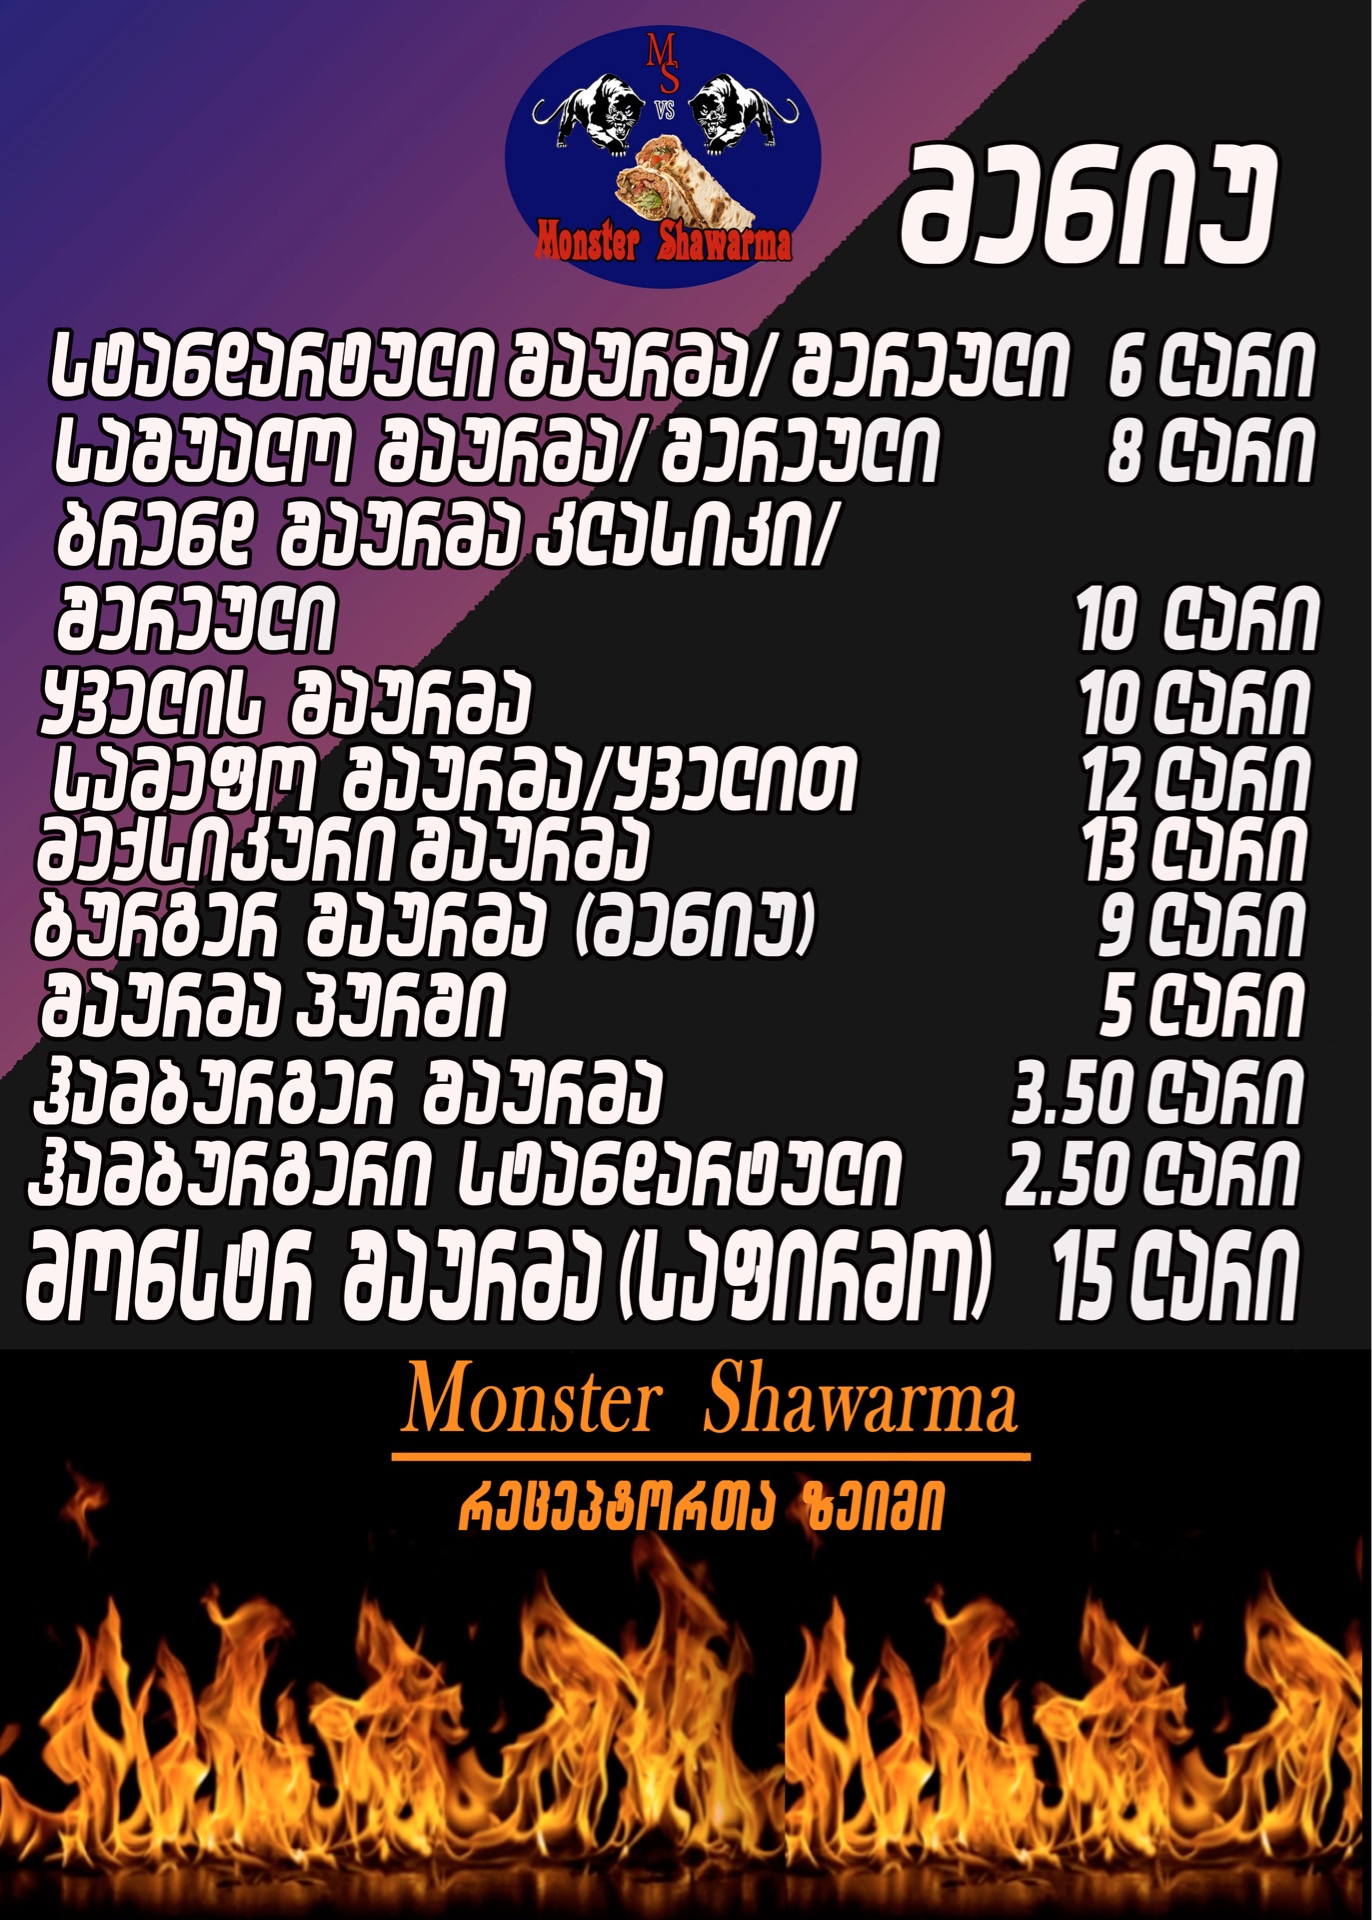 M
S
VS
Monster Shawarma
მენიუ
სტანდარტული შაურმა/ შერეული 6 ლარი
საშუალო შაურმა/ შერეული 8 ლარი
ბრენდ შაურმა კლასიკი/
შერეული 10 ლარი
ყველის შაურმა 10 ლარი
სამეფო შაურმა/ყველით 12 ლარი
მექსიკური შაურმა 13 ლარი
ბურგერ შაურმა (მენიუ) 9 ლარი
შაურმა პურში 5 ლარი
ჰამბურგერ შაურმა 3.50 ლარი
ჰამბურგერი სტანდარტული 2.50 ლარი
მონსტრ შაურმა (საფირმო) 15 ლარი
Monster Shawarma
რეცეპტორთა ზეიმი